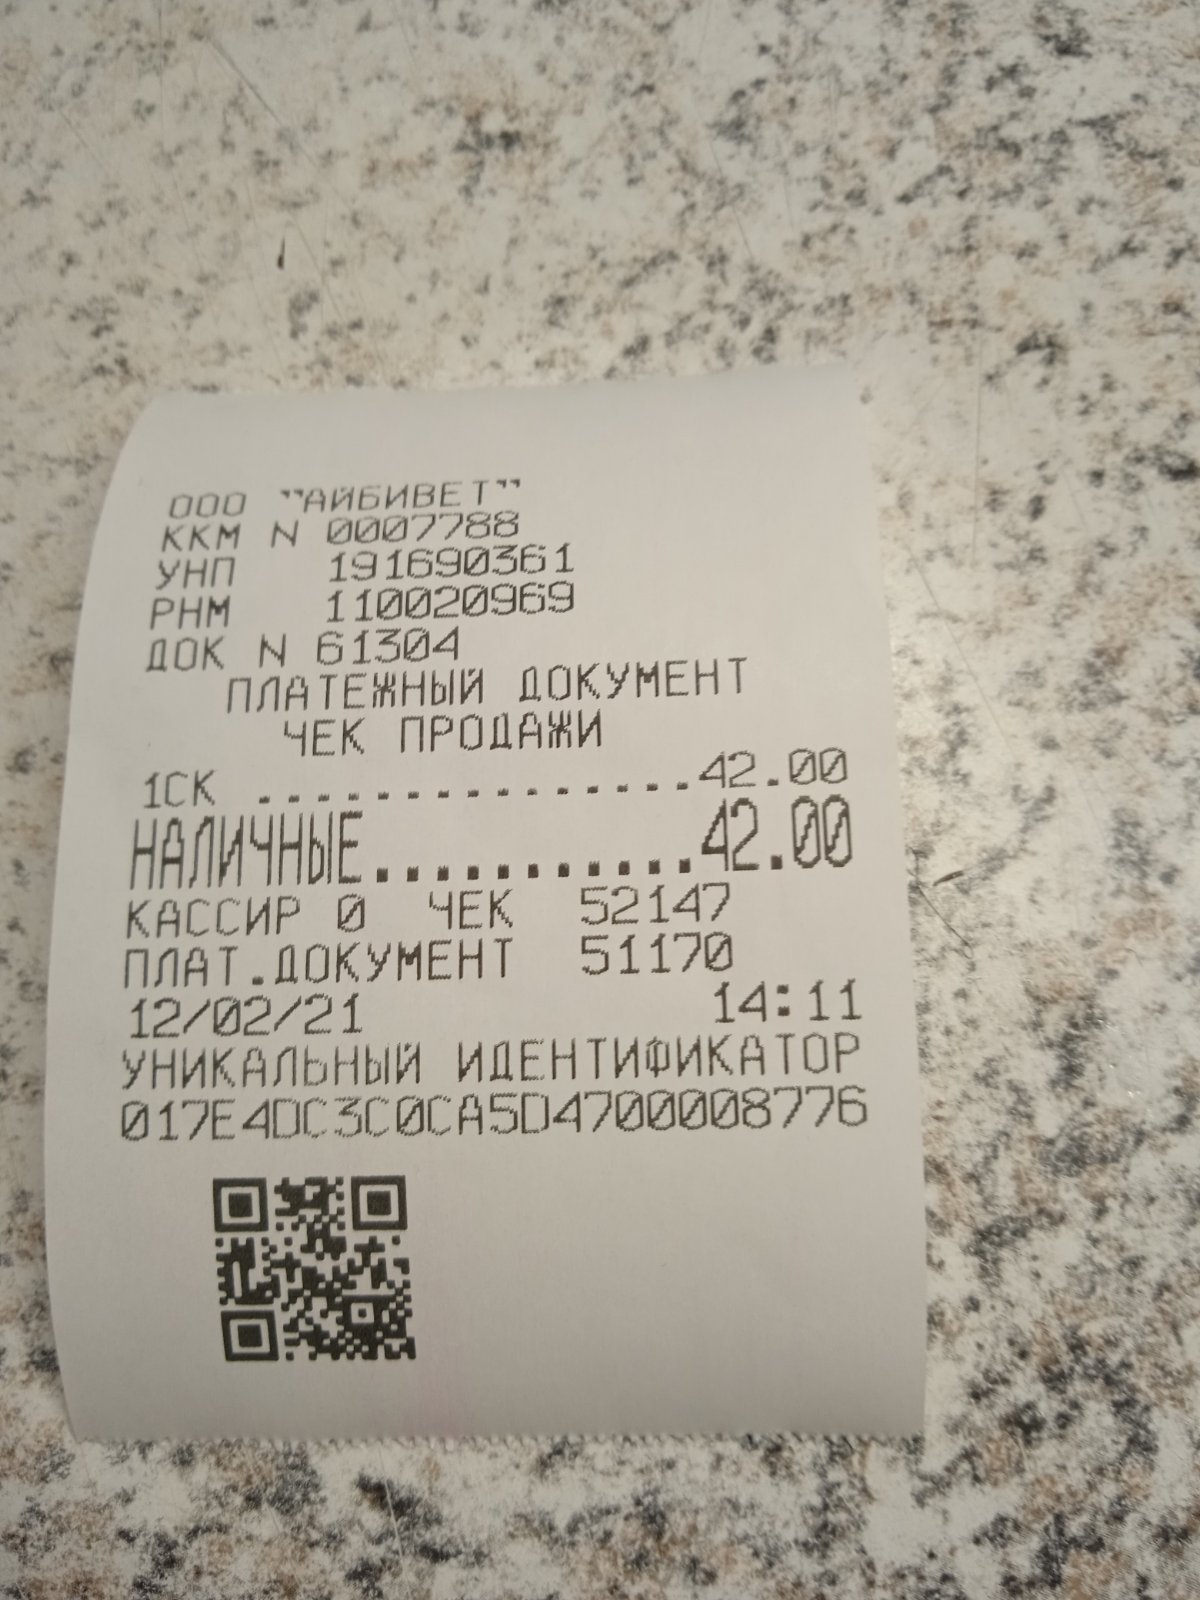 ООО "АЙБИВЕТ"
ККМ N 0007788
УНП 191690361
РНМ 110020969
ДОК N 61304
ПЛАТЕЖНЫЙ ДОКУМЕНТ
ЧЕК ПРОДАЖИ
1СК ................42.00
НАЛИЧНЫЕ...........42.00
КАССИР 0 ЧЕК 52147
ПЛАТ.ДОКУМЕНТ 51170
12/02/21 14:11
УНИКАЛЬНЫЙ ИДЕНТИФИКАТОР
017E4DC3C0CA5D4700008776